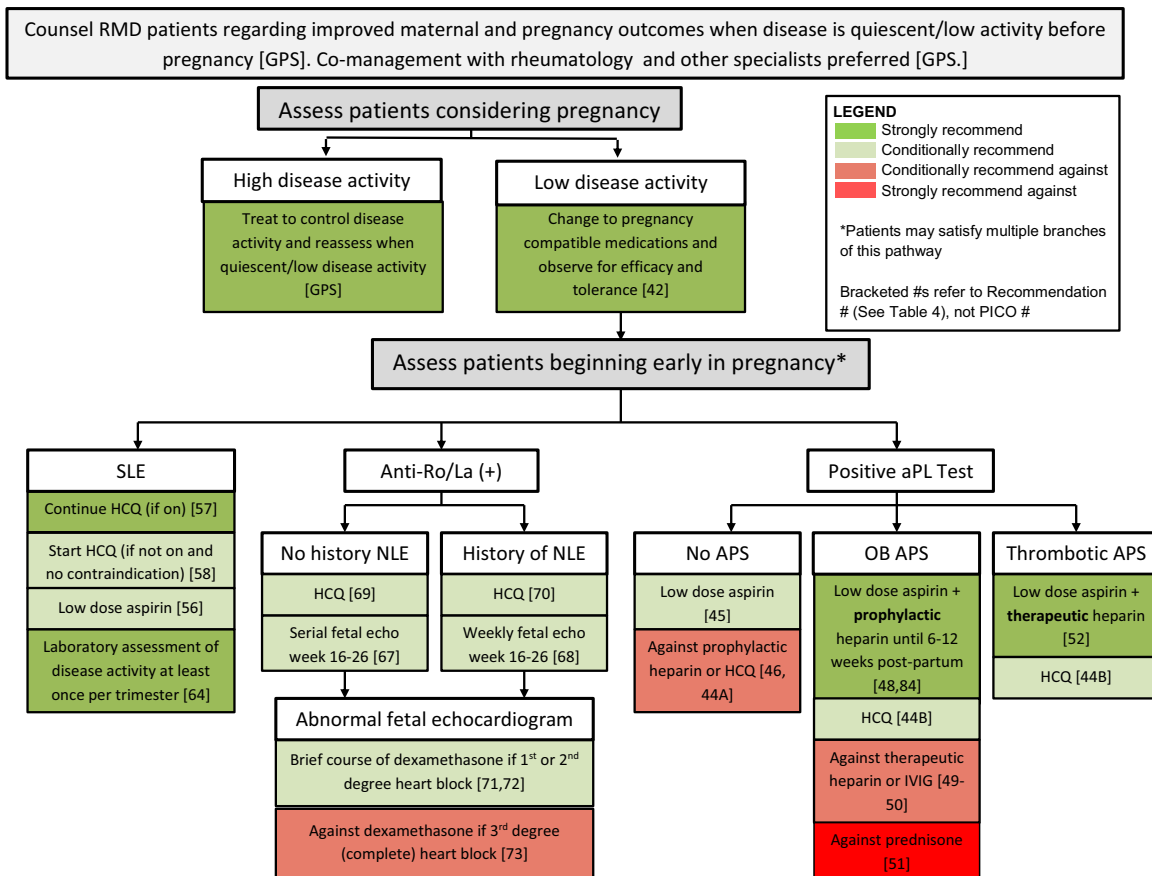 Counsel RMD patients regarding improved maternal and pregnancy outcomes when disease is quiescent/low activity before
pregnancy [GPS]. Co-management with rheumatology and other specialists preferred [GPS.]
Assess patients considering pregnancy
LEGEND
Strongly recommend
Conditionally recommend
Conditionally recommend against
Strongly recommend against
*Patients may satisfy multiple branches
of this pathway
Bracketed #s refer to Recommendation
# (See Table 4), not PICO #
High disease activity
Treat to control disease
activity and reassess when
quiescent/low disease activity
[GPS]
Low disease activity
Change to pregnancy
compatible medications and
observe for efficacy and
tolerance [42]
Assess patients beginning early in pregnancy*
SLE
Continue HCQ (if on) [57]
Start HCQ (if not on and
no contraindication) [58]
Low dose aspirin [56]
Laboratory assessment of
disease activity at least
once per trimester [64]
Anti-Ro/La (+)
No history NLE
HCQ [69]
Serial fetal echo
week 16-26 [67]
History of NLE
HCQ [70]
Weekly fetal echo
week 16-26 [68]
Abnormal fetal echocardiogram
Brief course of dexamethasone if 1st or 2nd
degree heart block [71,72]
Against dexamethasone if 3rd degree
(complete) heart block [73]
Positive aPL Test
No APS
Low dose aspirin
[45]
Against prophylactic
heparin or HCQ [46,
44A]
OB APS
Low dose aspirin +
prophylactic
heparin until 6-12
weeks post-partum
[48,84]
HCQ [44B]
Against therapeutic
heparin or IVIG [49-
50]
Against prednisone
[51]
Thrombotic APS
Low dose aspirin +
therapeutic heparin
[52]
HCQ [44B]